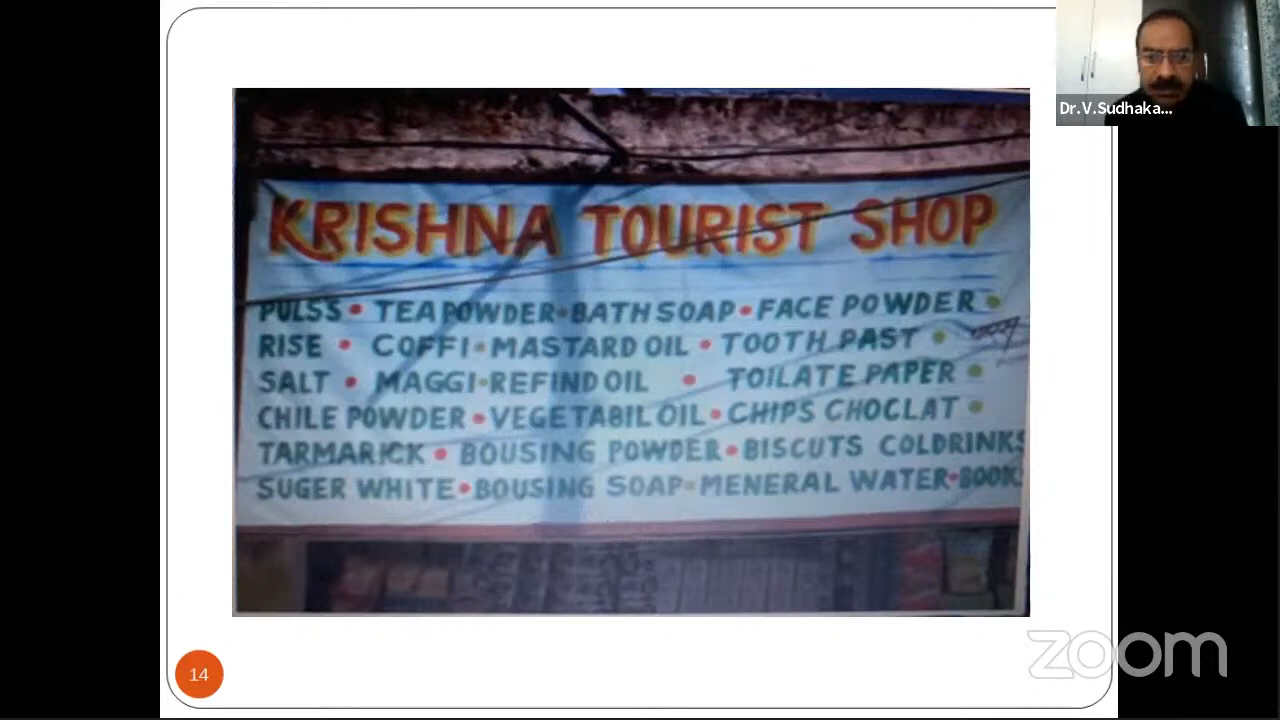 Dr.V.Sudhaka...
KRISHNA TOURIST SHOP
PULSS • TEA POWDER • BATH SOAP • FACE POWDER •
RISE • COFFI • MASTARD OIL • TOOTH PAST •
SALT • MAGGI • REFIND OIL • TOILATE PAPER •
CHILE POWDER • VEGETABIL OIL • CHIPS CHOCLAT •
TARMARICK • BOUSING POWDER • BISCUTS COLDRINKS
SUGER WHITE • BOUSING SOAP • MENERAL WATER • BOOKS
14
zoom